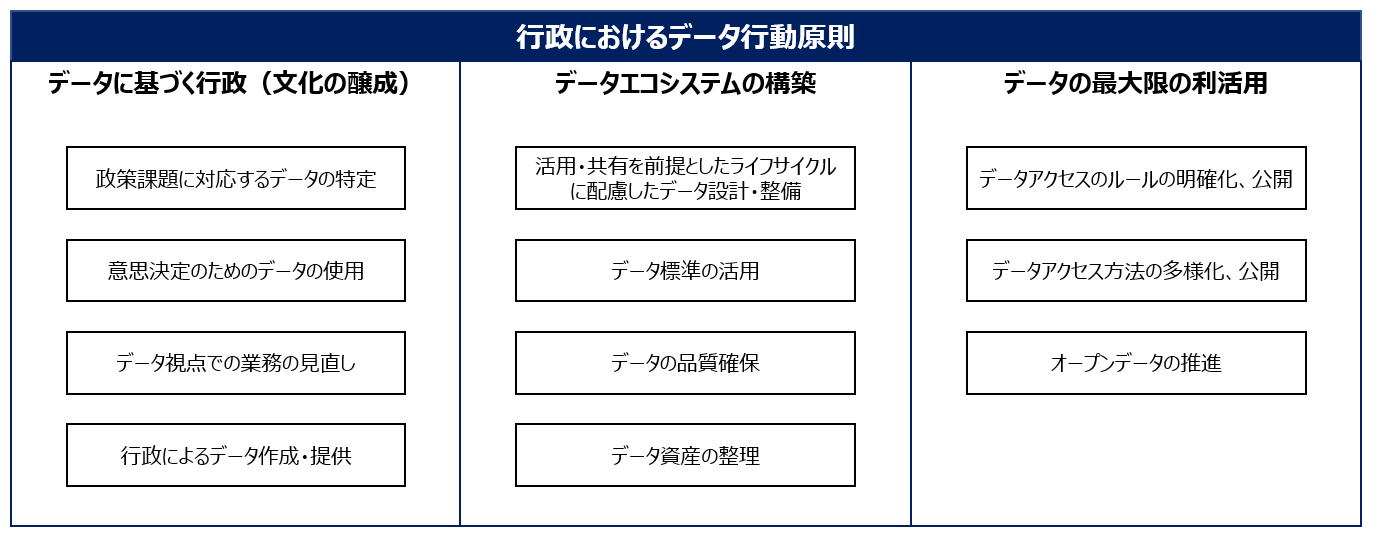 行政におけるデータ行動原則
データに基づく行政（文化の醸成）
政策課題に対応するデータの特定
意思決定のためのデータの使用
データ視点での業務の見直し
行政によるデータ作成・提供
データエコシステムの構築
活用・共有を前提としたライフサイクル
に配慮したデータ設計・整備
データ標準の活用
データの品質確保
データ資産の整理
データの最大限の利活用
データアクセスのルールの明確化、公開
データアクセス方法の多様化、公開
オープンデータの推進